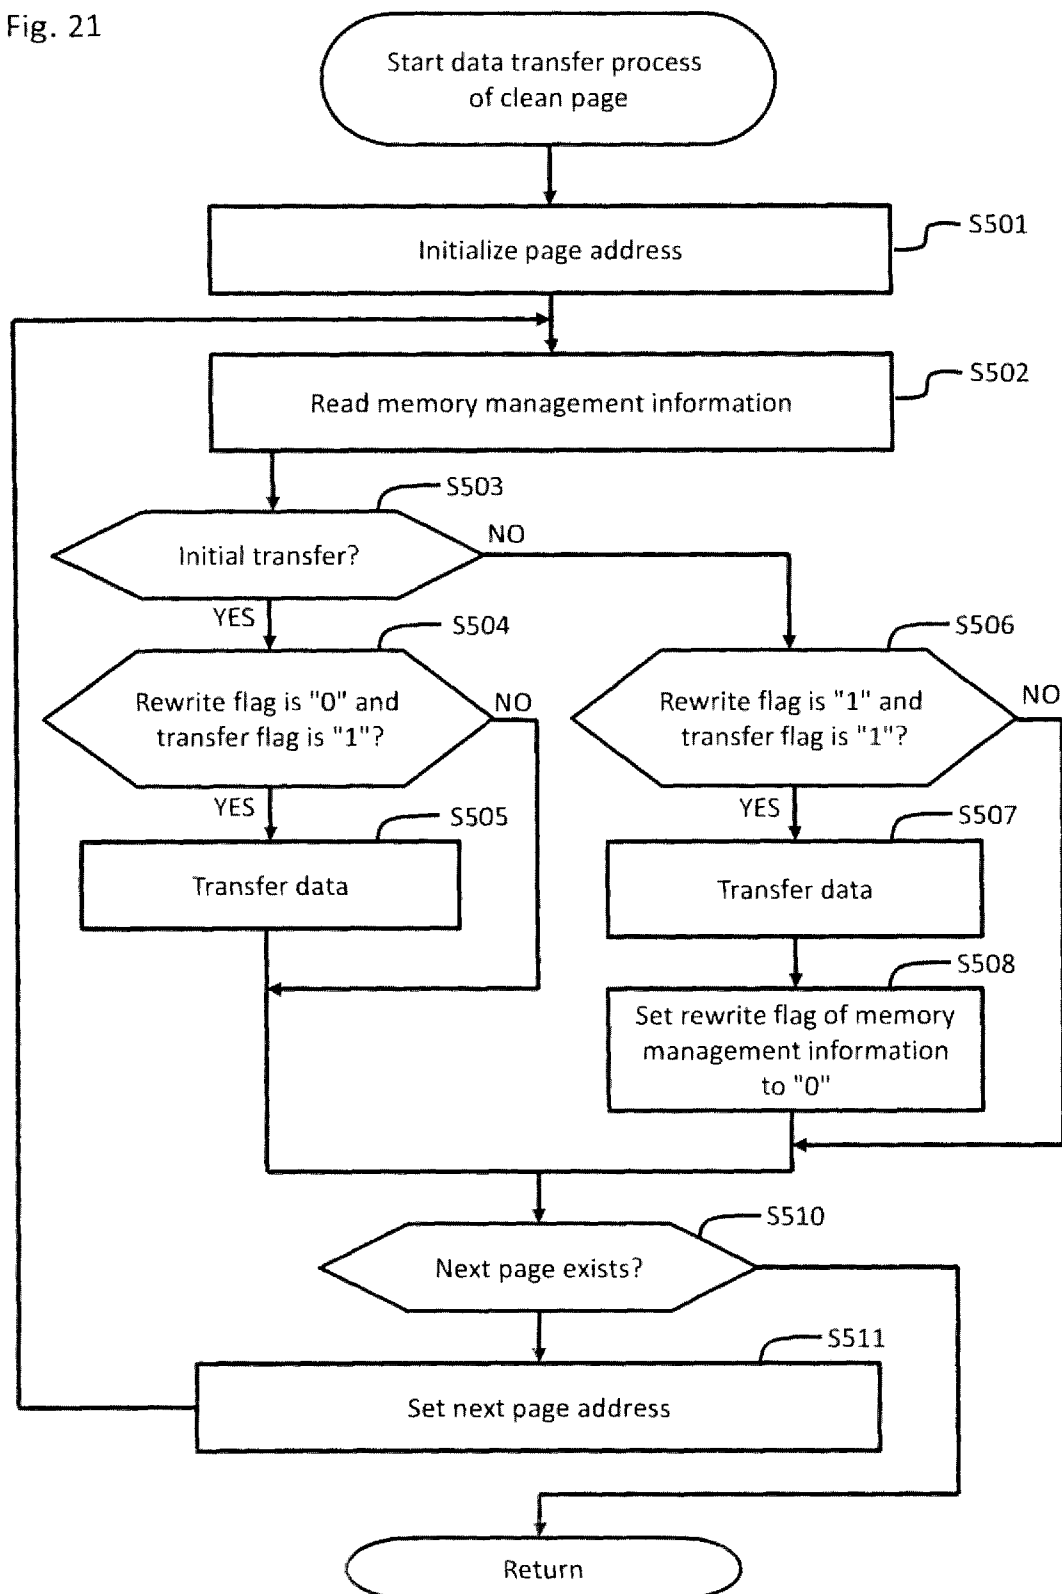 Fig. 21
Start data transfer process
of clean page
S501
Initialize page address
S502
Read memory management information
S503
Initial transfer?
NO
YES
S504
Rewrite flag is "0" and
transfer flag is "1"?
NO
YES
S505
Transfer data
S506
Rewrite flag is "1" and
transfer flag is "1"?
NO
YES
S507
Transfer data
S508
Set rewrite flag of memory
management information
to "0"
S510
Next page exists?
S511
Set next page address
Return